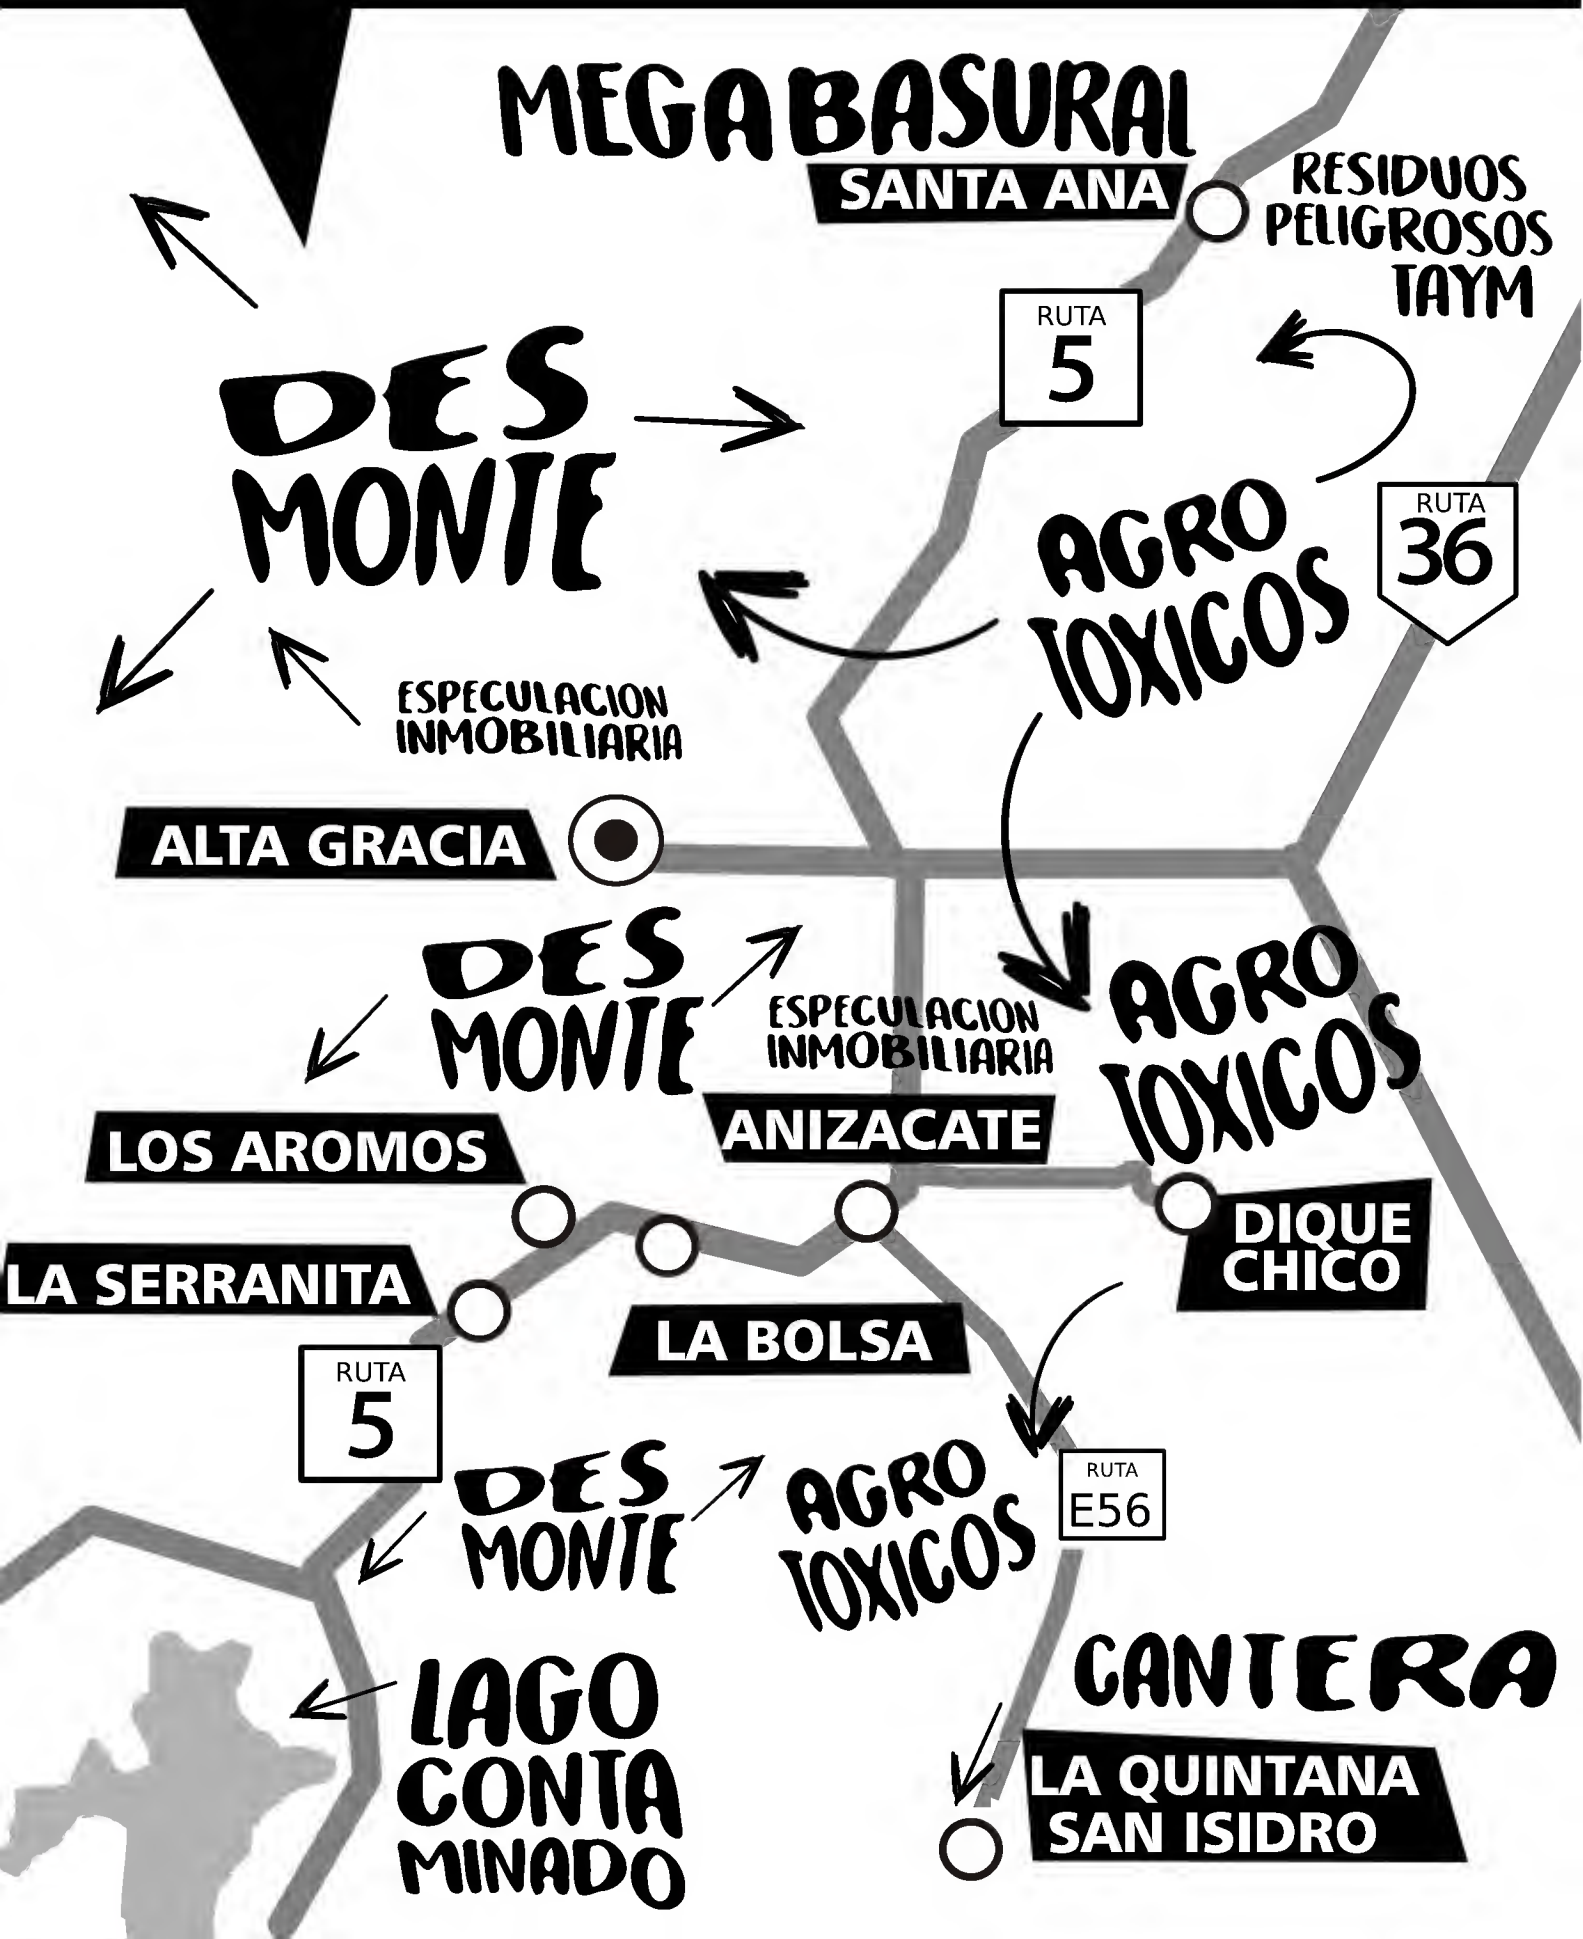 MEGABASURAL
SANTA ANA
RESIDUOS
PELIGROSOS
TAYM
RUTA
5
DES
MONTE
AGRO
TOXICOS
RUTA
36
ESPECULACION
INMOBILIARIA
ALTA GRACIA
DES
MONTE
ESPECULACION
INMOBILIARIA
AGRO
TOXICOS
ANIZACATE
LOS AROMOS
DIQUE
CHICO
LA SERRANITA
LA BOLSA
RUTA
5
DES
MONTE
AGRO
TOXICOS
RUTA
E56
LAGO
CONTA
MINADO
CANTERA
LA QUINTANA
SAN ISIDRO